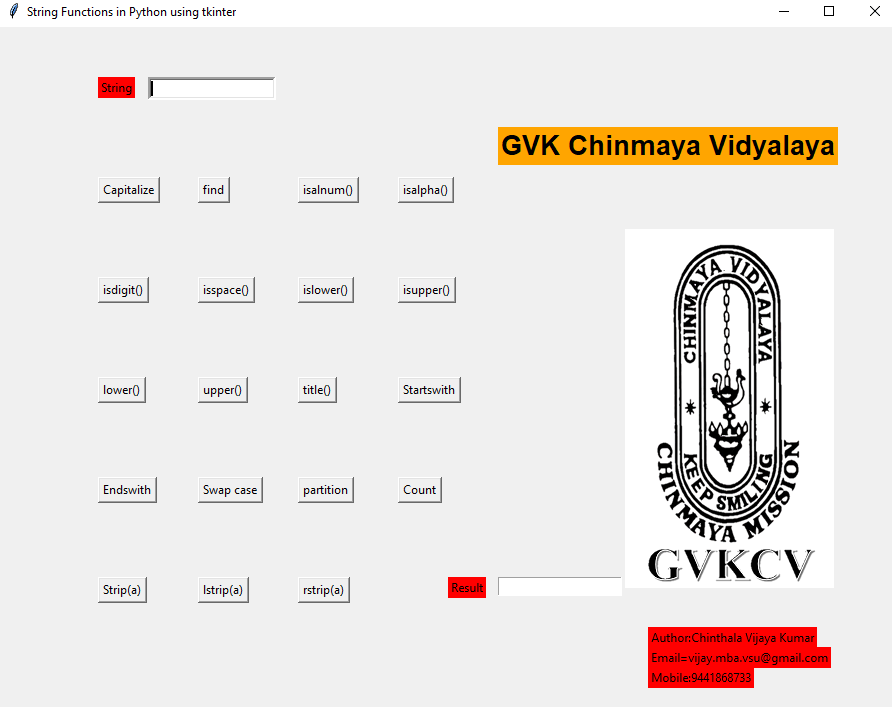 String Functions in Python using tkinter
String
GVK Chinmaya Vidyalaya
Capitalize find isalnum() isalpha()
isdigit() isspace() islower() isupper()
lower() upper() title() Startswith
Endswith Swap case partition Count
Strip(a) lstrip(a) rstrip(a) Result
CHINMAYA VIDYALAYA
KEEP SMILING
CHINMAYA MISSION
GVKCV
Author:Chinthala Vijaya Kumar
Email=vijay.mba.vsu@gmail.com
Mobile:9441868733